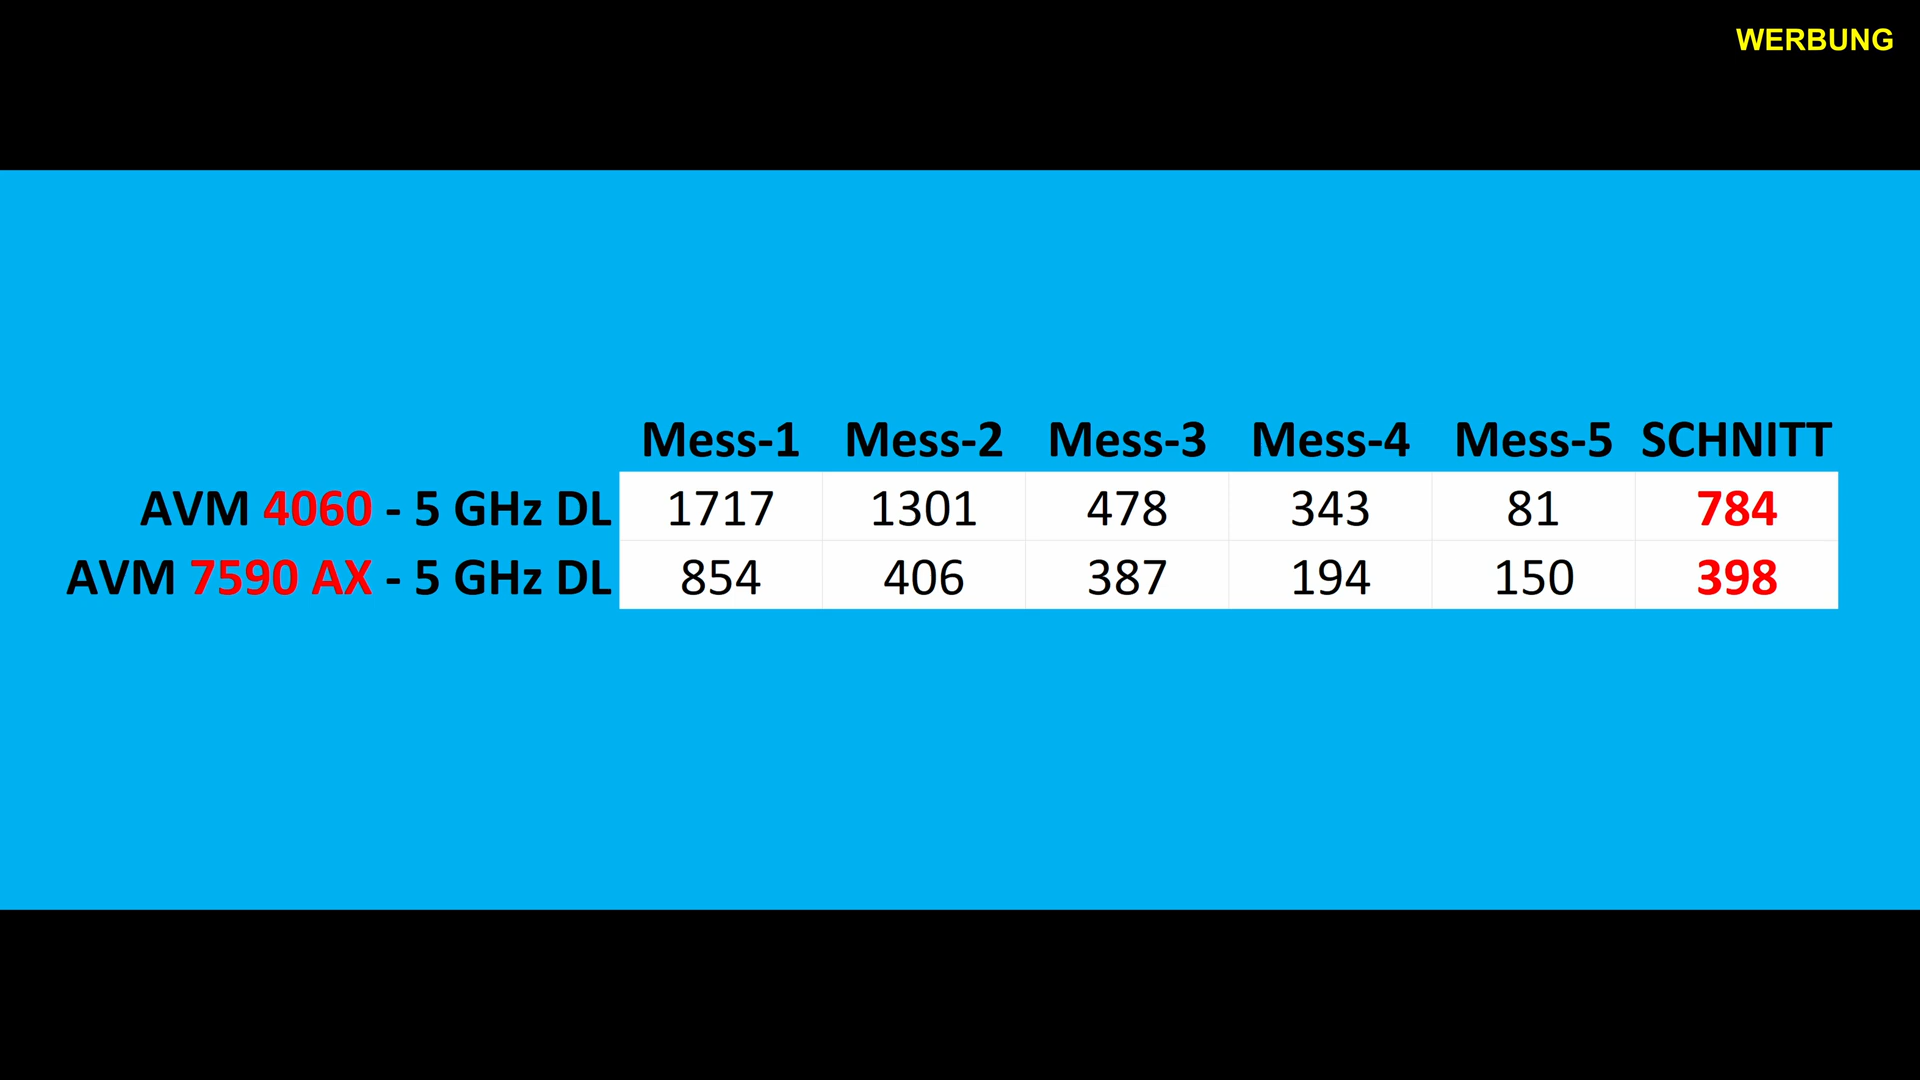 WERBUNG
Mess-1 Mess-2 Mess-3 Mess-4 Mess-5 SCHNITT
AVM 4060 - 5 GHz DL 1717 1301 478 343 81 784
AVM 7590 AX - 5 GHz DL 854 406 387 194 150 398